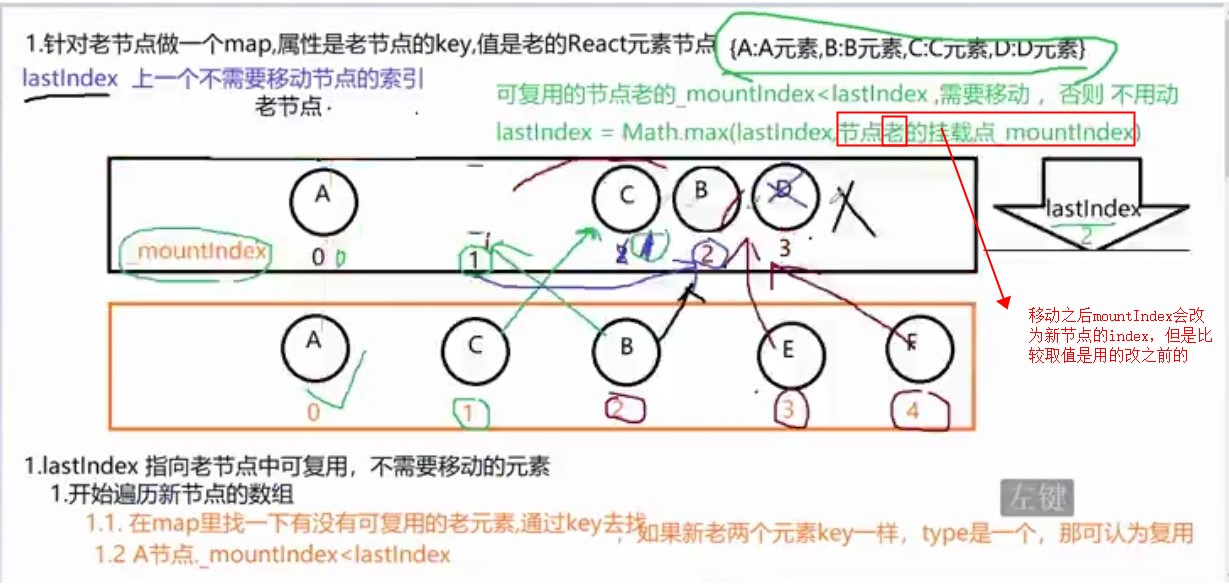 1.针对老节点做一个map,属性是老节点的key,值是老的React元素节点 {A:A元素,B:B元素,C:C元素,D:D元素}
lastIndex 上一个不需要移动节点的索引
老节点
可复用的节点老的_mountIndex<lastIndex ,需要移动 ，否则 不用动
lastIndex = Math.max(lastIndex,节点老的挂载点_mountIndex)
A C B D
lastIndex
2
_mountIndex 0 0 1 2 1 2 3
移动之后mountIndex会改
为新节点的index，但是比
较取值是用的改之前的
A C B E F
0 1 2 3 4
1.lastIndex 指向老节点中可复用，不需要移动的元素
1.开始遍历新节点的数组
左键
1.1. 在map里找一下有没有可复用的老元素,通过key去找，如果新老两个元素key一样，type是一个，那可认为复用
1.2 A节点._mountIndex<lastIndex